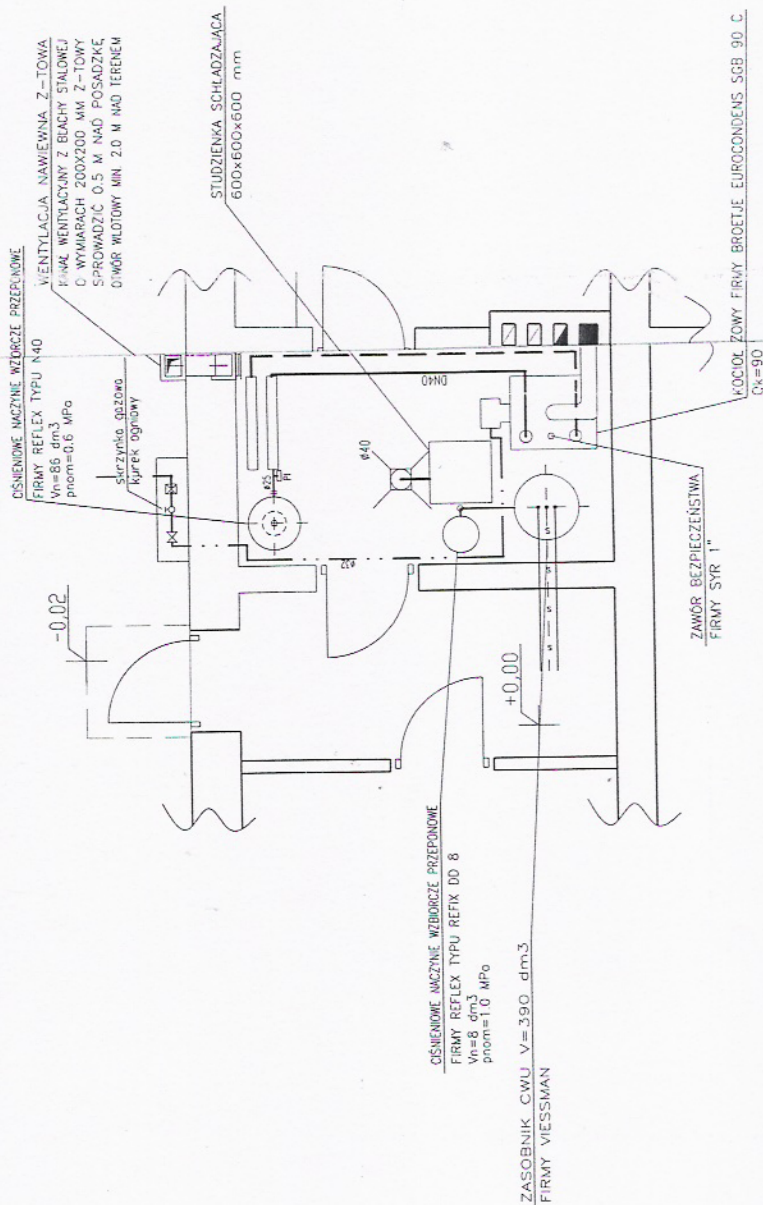 CIŚNIENIOWE NACZYNIE WZORCZE PRZEPONOWE
FIRMY REFLEX TYPU N40
Vn=86 dm3
pnom=0.6 MPa
WENTYLACJA NAWIEWNA Z-TOWA
KANAŁ WENTYLACYJNY Z BLACHY STALOWEJ
O WYMIARACH 200X200 MM Z-TOWY
SPROWADZIĆ 0.5 M NAD POSADZKĘ
OTWÓR WLOTOWY MIN. 2.0 M NAD TERENEM
skrzynka gazowa
kurek ogniowy
-0,02
STUDZIENKA SCHŁADZAJĄCA
600x600x600 mm
ø25
PI
ø40
DN40
ø32
+0,00
S
S
S
S
CIŚNIENIOWE NACZYNIE WZBIORCZE PRZEPONOWE
FIRMY REFLEX TYPU REFIX DD 8
Vn=8 dm3
pnom=1.0 MPa
ZASOBNIK CWU V=390 dm3
FIRMY VIESSMAN
ZAWÓR BEZPIECZEŃSTWA
FIRMY SYR 1"
KOCIOŁ ZOWY FIRMY BROETJE EUROCONDENS SGB 90 C
Qk=90